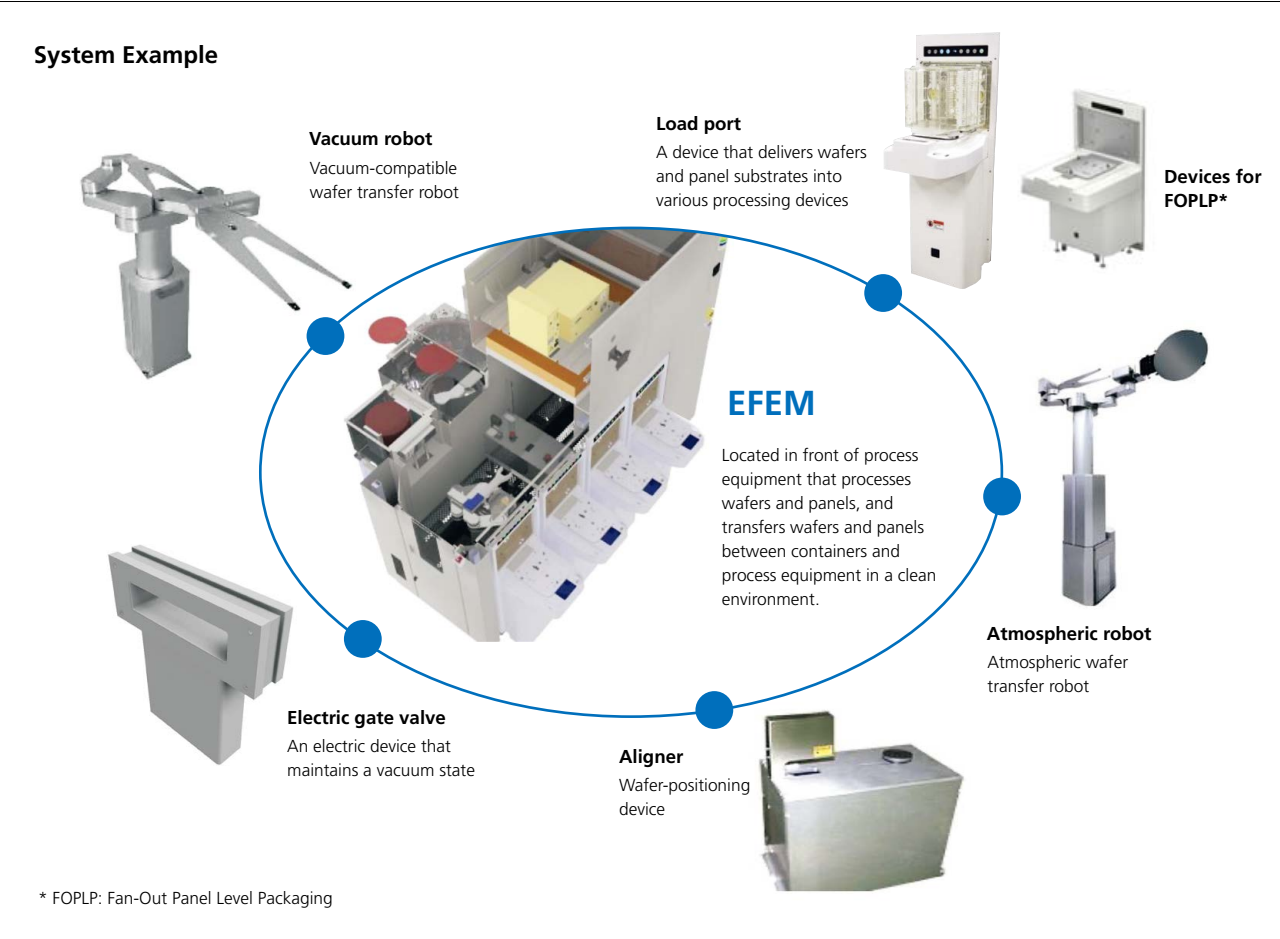 System Example
Vacuum robot
Vacuum-compatible
wafer transfer robot
Load port
A device that delivers wafers
and panel substrates into
various processing devices
Devices for
FOPLP*
EFEM
Located in front of process
equipment that processes
wafers and panels, and
transfers wafers and panels
between containers and
process equipment in a clean
environment.
Atmospheric robot
Atmospheric wafer
transfer robot
Electric gate valve
An electric device that
maintains a vacuum state
Aligner
Wafer-positioning
device
* FOPLP: Fan-Out Panel Level Packaging